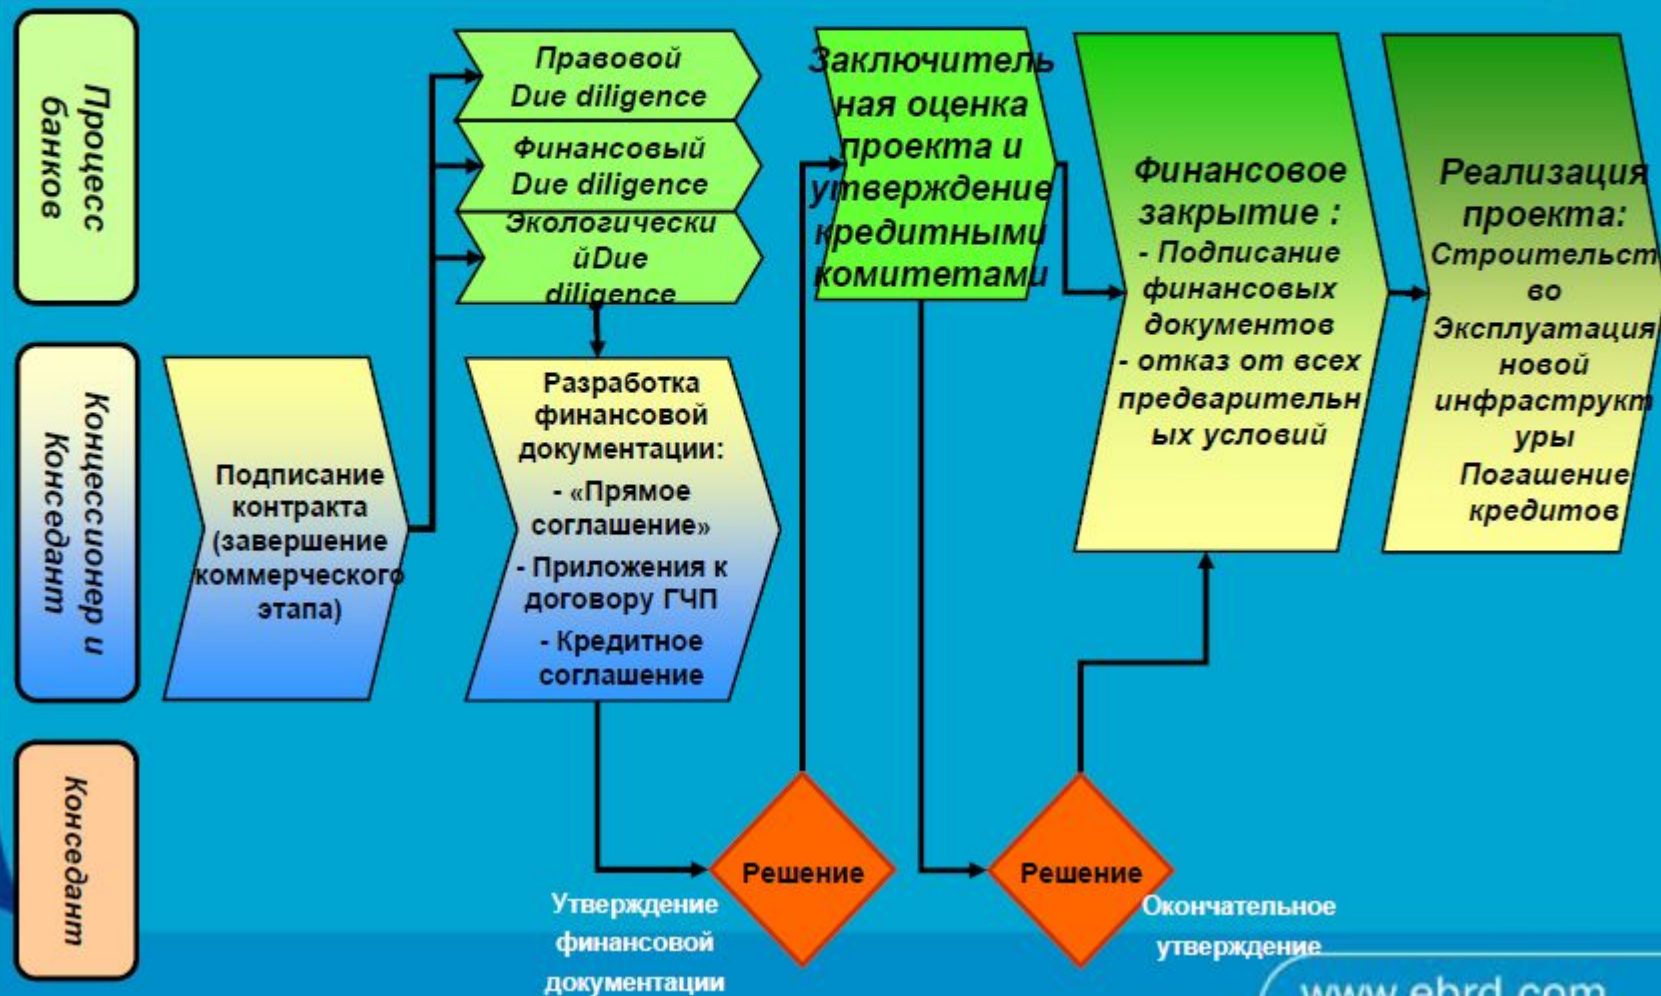 Процесс
банков
Правовой
Due diligence
Финансовый
Due diligence
Экологически
йDue
diligence
Заключитель
ная оценка
проекта и
утверждение
кредитными
комитетами
Финансовое
закрытие :
- Подписание
финансовых
документов
- отказ от всех
предварительн
ых условий
Реализация
проекта:
Строительст
во
Эксплуатация
новой
инфраструкт
уры
Погашение
кредитов
Концессионер и
Конседант
Подписание
контракта
(завершение
коммерческого
этапа)
Разработка
финансовой
документации:
- «Прямое
соглашение»
- Приложения к
договору ГЧП
- Кредитное
соглашение
Конседант
Решение
Утверждение
финансовой
документации
Решение
Окончательное
утверждение
www.ebrd.com